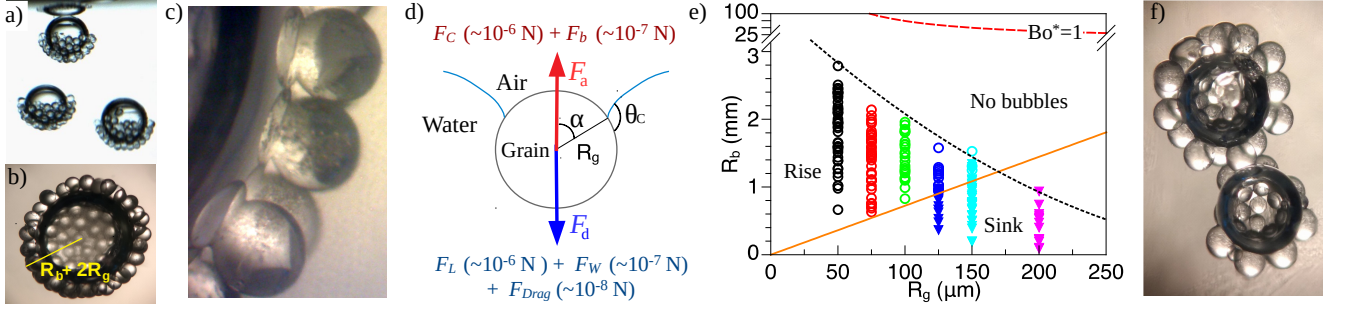 a)
b)
R_b + 2R_g
c)
d)
F_C (~10^-6 N) + F_b (~10^-7 N)
Air
F_a
Water
α
θ_C
Grain
R_g
F_d
F_L (~10^-6 N ) + F_W (~10^-7 N)
+ F_Drag (~10^-8 N)
e)
100
25
Bo*=1
3
2
1
0
R_b (mm)
No bubbles
Rise
Sink
0
50
100
150
200
250
R_g (μm)
f)